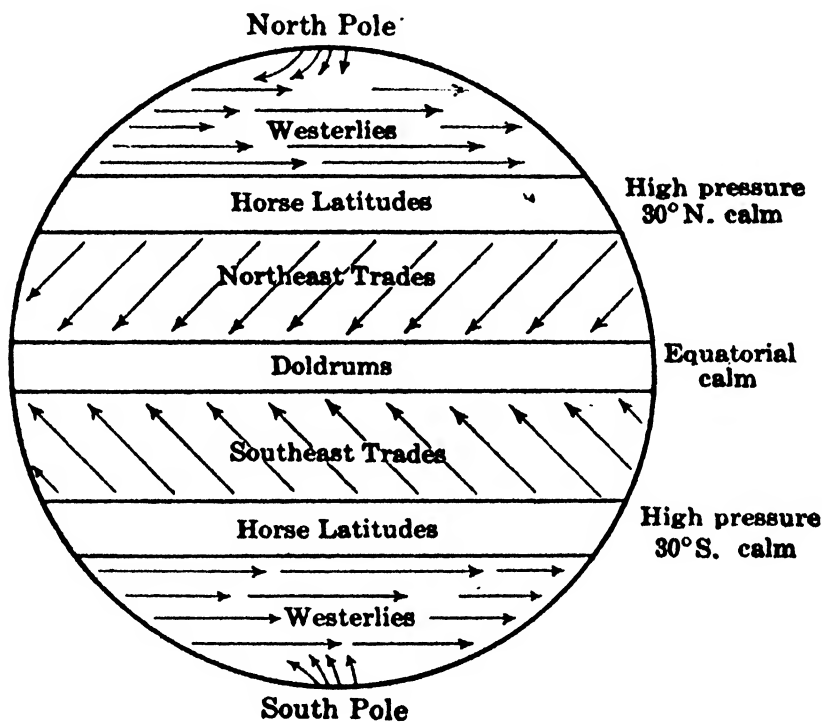 North Pole
Westerlies
Horse Latitudes
High pressure
30° N. calm
Northeast Trades
Doldrums
Equatorial
calm
Southeast Trades
Horse Latitudes
High pressure
30° S. calm
Westerlies
South Pole